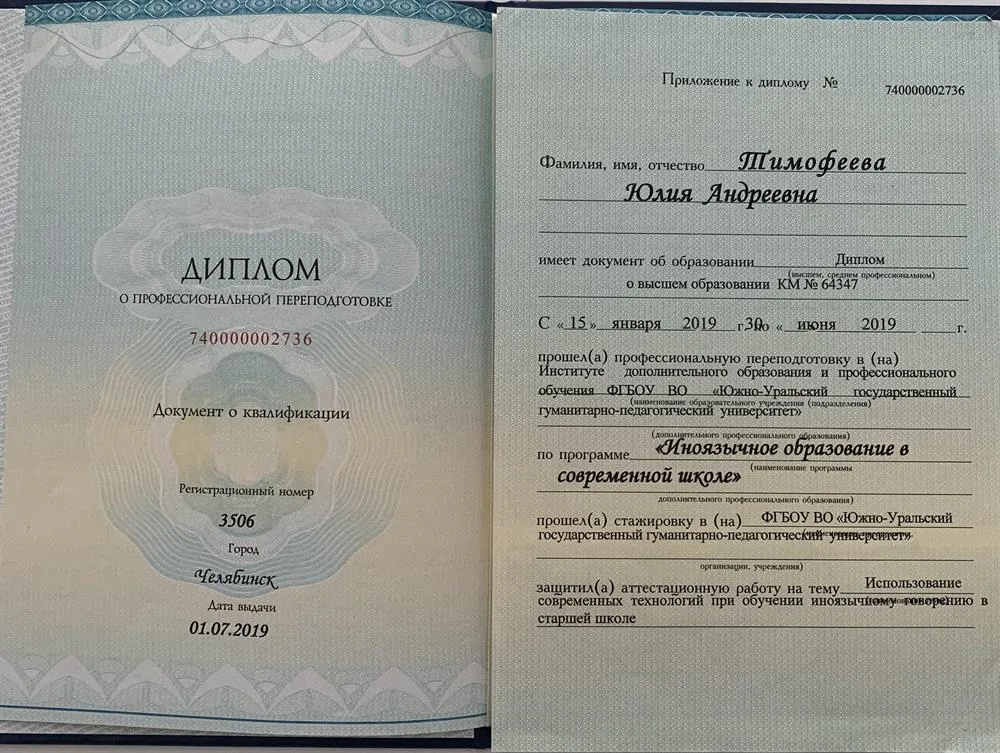 ДИПЛОМ
О ПРОФЕССИОНАЛЬНОЙ ПЕРЕПОДГОТОВКЕ
740000002736
Документ о квалификации
Регистрационный номер
3506
Город
Челябинск
Дата выдачи
01.07.2019
Приложение к диплому №
740000002736
Фамилия, имя, отчество Тимофеева
Юлия Андреевна
имеет документ об образовании Диплом
(высшем, среднем профессиональном)
о высшем образовании КМ № 64347
С «15» января 2019 г. по «30» июня 2019 г.
прошел(а) профессиональную переподготовку в (на)
Институте дополнительного образования и профессионального
обучения ФГБОУ ВО «Южно-Уральский государственный
(наименование образовательного учреждения (подразделения)
гуманитарно-педагогический университет»
(дополнительного профессионального образования)
по программе «Иноязычное образование в
(наименование программы
современной школе»
дополнительного профессионального образования)
прошел(а) стажировку в (на) ФГБОУ ВО «Южно-Уральский
государственный гуманитарно-педагогический университет»
организации, учреждения)
защитил(а) аттестационную работу на тему Использование
современных технологий при обучении иноязычному говорению в
старшей школе